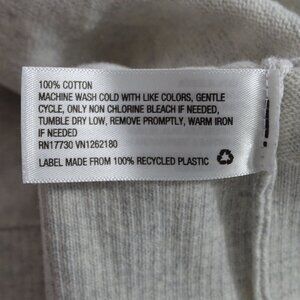 100% COTTON
MACHINE WASH COLD WITH LIKE COLORS, GENTLE
CYCLE, ONLY NON CHLORINE BLEACH IF NEEDED,
TUMBLE DRY LOW, REMOVE PROMPTLY, WARM IRON
IF NEEDED
RN17730 VN1262180
LABEL MADE FROM 100% RECYCLED PLASTIC